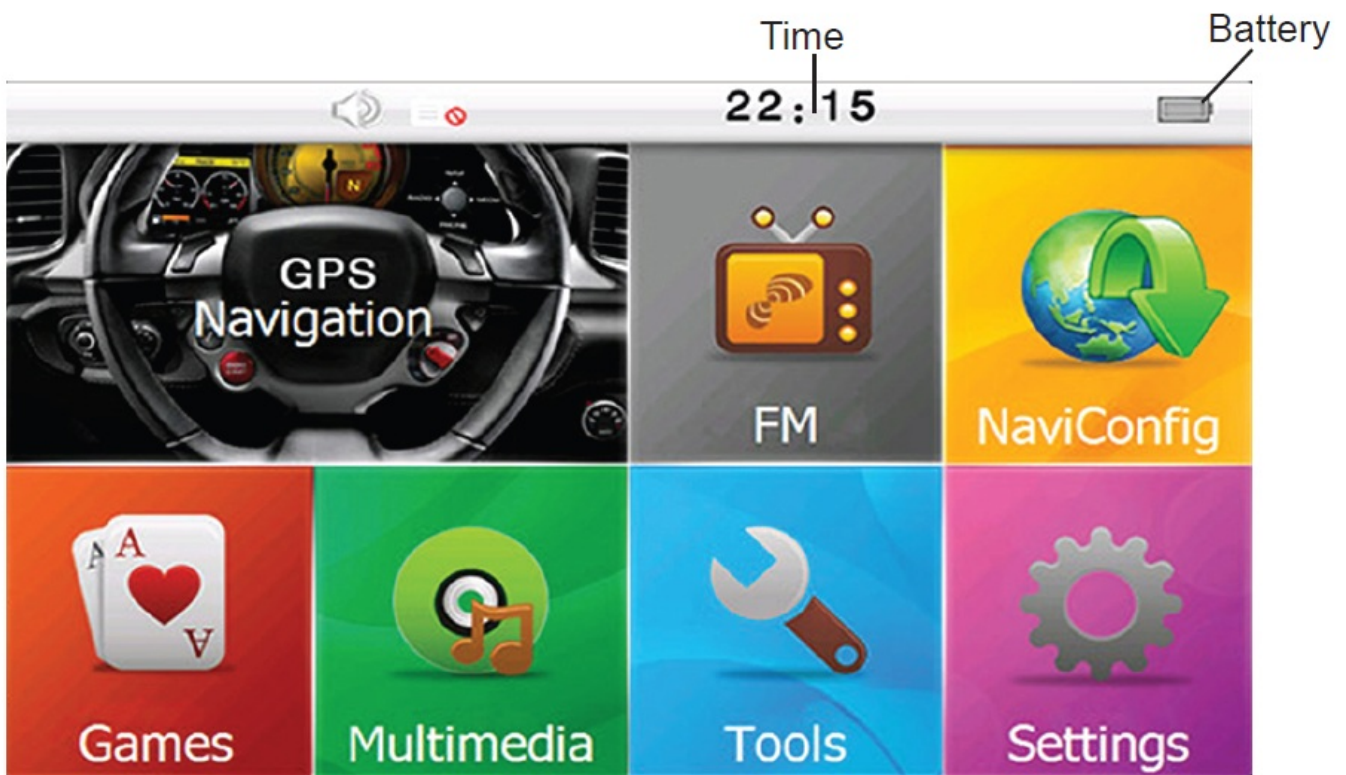 Time
Battery
22:15
GPS
Navigation
N
FM
NaviConfig
A
A
A
Games
Multimedia
Tools
Settings